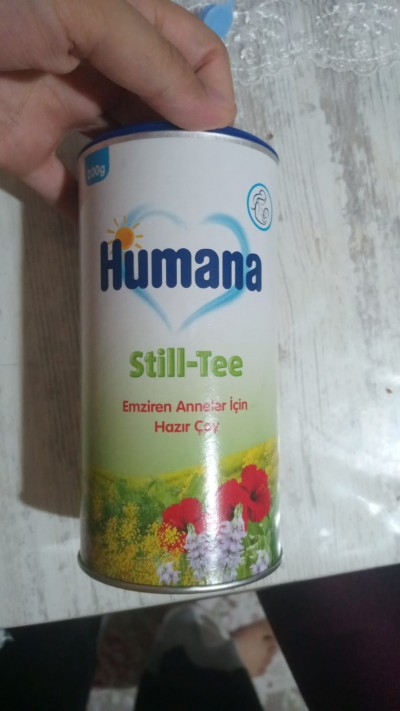 200g
Humana
Still-Tee
Emziren Anneler İçin
Hazır Çay